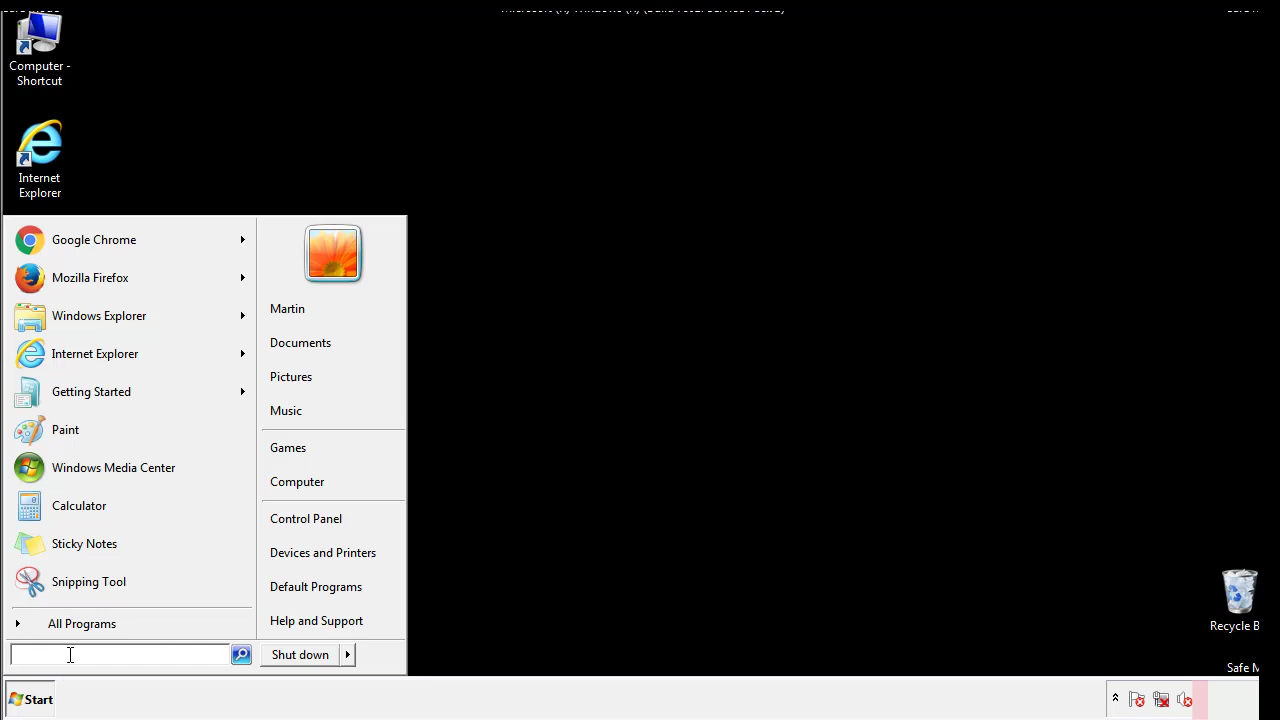 Computer -
Shortcut
Internet
Explorer
Google Chrome
Mozilla Firefox
Windows Explorer
Internet Explorer
Getting Started
Paint
Windows Media Center
Calculator
Sticky Notes
Snipping Tool
All Programs
Martin
Documents
Pictures
Music
Games
Computer
Control Panel
Devices and Printers
Default Programs
Help and Support
Shut down
Recycle B
Safe M
Start